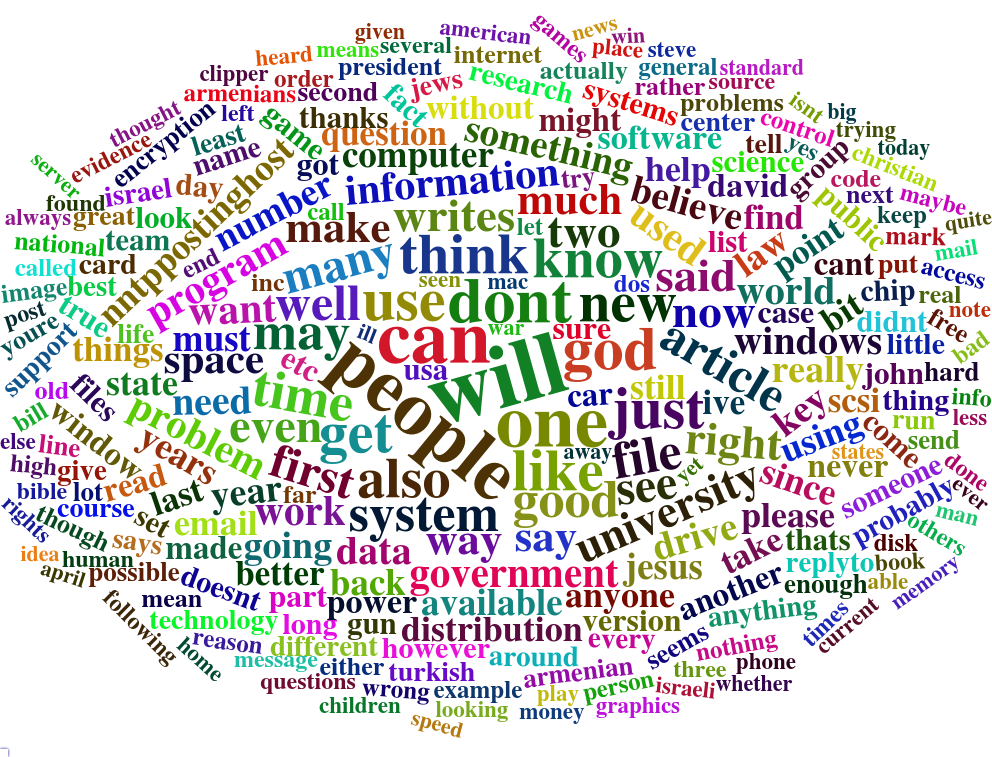 given
american
games
news
win
heard
means
several
internet
place
steve
clipper
order
president
research
actually
general
standard
armenians
second
jews
systems
rather
source
thought
encryption
left
game
thanks
fact
without
might
problems
isnt
big
evidence
least
question
something
software
center
control
trying
server
name
got
computer
science
tell
yes
today
found
israel
day
nntppostinghost
number
information
try
help
david
group
code
christian
always
great
look
call
make
writes
much
believe
find
public
next
maybe
national
team
end
program
let
two
used
list
law
point
keep
mark
quite
called
card
inc
many
think
know
said
cant
put
mail
image
best
want
well
seen
mac
dos
world
chip
real
access
post
true
life
use
dont
new
now
case
bit
didnt
free
note
youre
support
things
must
may
ill
can
war
sure
god
article
windows
little
bad
space
etc
people
usa
will
really
john
hard
old
files
state
need
time
car
still
ive
key
scsi
thing
info
bill
window
problem
even
get
one
just
run
less
else
line
years
first
also
like
away
file
right
using
come
states
send
high
give
read
last
year
far
good
see
yet
university
since
never
someone
done
bible
lot
course
set
email
work
system
way
say
drive
please
probably
ever
man
rights
though
says
made
going
data
take
thats
disk
others
idea
human
possible
doesnt
better
back
government
jesus
another
replyto
book
april
mean
part
power
available
anyone
enough
able
memory
following
technology
long
gun
distribution
version
anything
times
current
home
reason
different
however
around
every
seems
nothing
message
either
turkish
armenian
three
phone
questions
wrong
example
play
person
israeli
whether
children
looking
money
graphics
speed